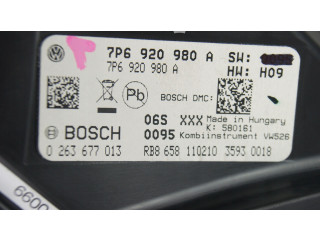 7P6 920 980 A SW:
7P6 920 980 A HW: H09
Pb BOSCH DMC:
06S XXX Made in Hungary
K: 580161
BOSCH 0095 Kombiinstrument VW526
0 263 677 013 RB8 658 110210 3593 0018
6600